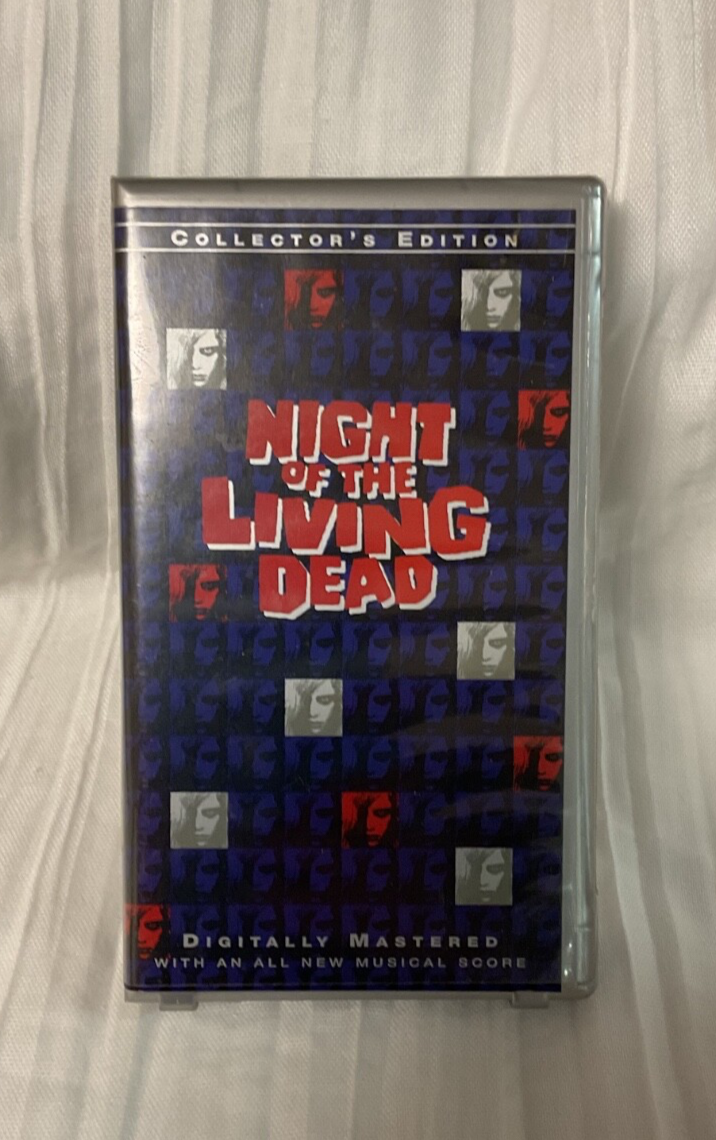 COLLECTOR'S EDITION
NIGHT
OF THE
LIVING
DEAD
DIGITALLY MASTERED
WITH AN ALL NEW MUSICAL SCORE